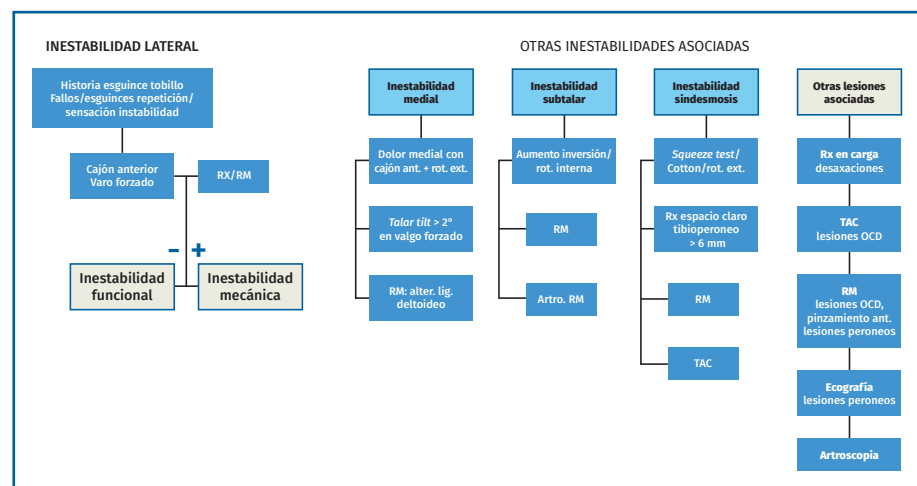 INESTABILIDAD LATERAL
Historia esguince tobillo
Fallos/esguinces repetición/
sensación instabilidad
Cajón anterior
Varo forzado
RX/RM
– +
Inestabilidad
funcional
Inestabilidad
mecánica
OTRAS INESTABILIDADES ASOCIADAS
Inestabilidad
medial
Dolor medial con
cajón ant. + rot. ext.
Talar tilt > 2°
en valgo forzado
RM: alter. lig.
deltoideo
Inestabilidad
subtalar
Aumento inversión/
rot. interna
RM
Artro. RM
Inestabilidad
sindesmosis
Squeeze test/
Cotton/rot. ext.
Rx espacio claro
tibioperoneo
> 6 mm
RM
TAC
Otras lesiones
asociadas
Rx en carga
desaxaciones
TAC
lesiones OCD
RM
lesiones OCD,
pinzamiento ant.
lesiones peroneos
Ecografía
lesiones peroneos
Artroscopia